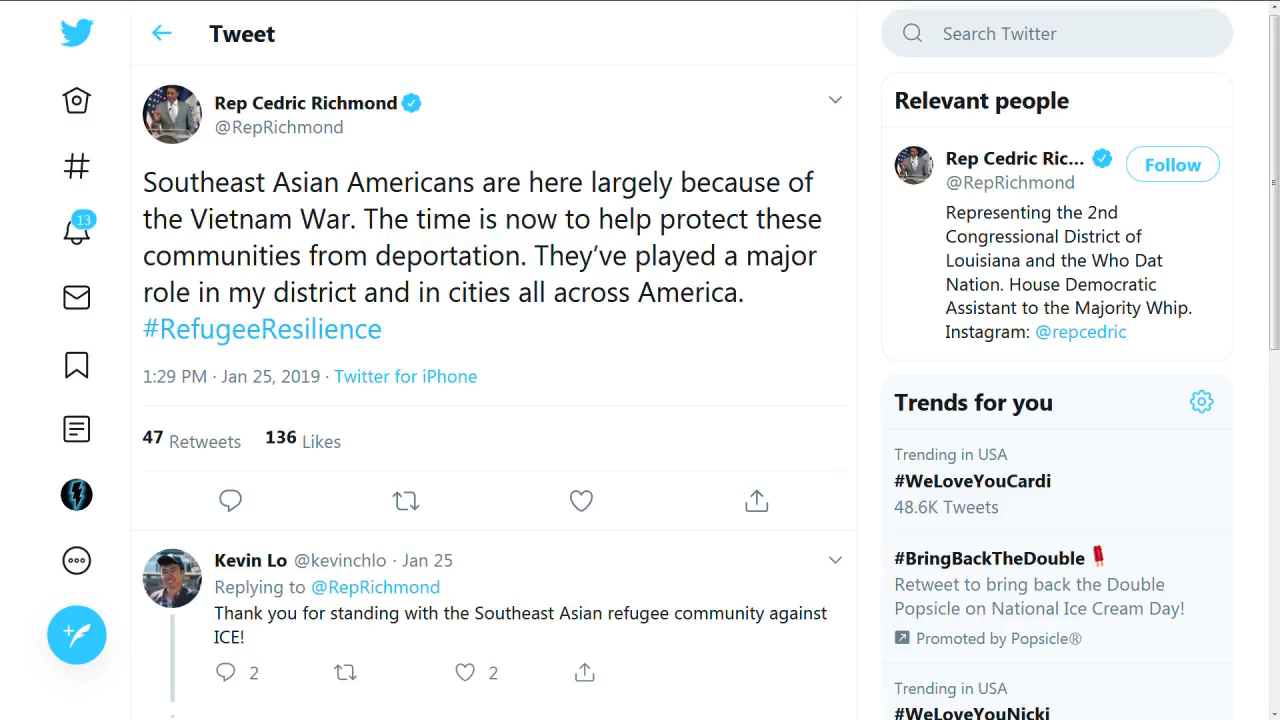 Tweet
Rep Cedric Richmond
@RepRichmond
Southeast Asian Americans are here largely because of
the Vietnam War. The time is now to help protect these
communities from deportation. They’ve played a major
role in my district and in cities all across America.
#RefugeeResilience
1:29 PM · Jan 25, 2019 · Twitter for iPhone
47 Retweets 136 Likes
Kevin Lo @kevinchlo · Jan 25
Replying to @RepRichmond
Thank you for standing with the Southeast Asian refugee community against
ICE!
2 2
13
Search Twitter
Relevant people
Rep Cedric Ric...
@RepRichmond
Follow
Representing the 2nd
Congressional District of
Louisiana and the Who Dat
Nation. House Democratic
Assistant to the Majority Whip.
Instagram: @repcedric
Trends for you
Trending in USA
#WeLoveYouCardi
48.6K Tweets
#BringBackTheDouble
Retweet to bring back the Double
Popsicle on National Ice Cream Day!
Promoted by Popsicle®
Trending in USA
#WeLoveYouNicki